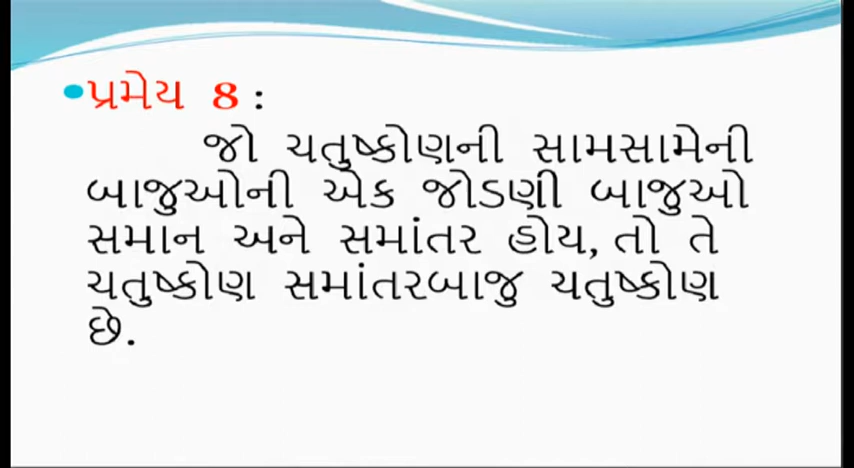 •પ્રમેય 8 :
જો ચતુષ્કોણની સામસામેની
બાજુઓની એક જોડણી બાજુઓ
સમાન અને સમાંતર હોય, તો તે
ચતુષ્કોણ સમાંતરબાજુ ચતુષ્કોણ
છે.